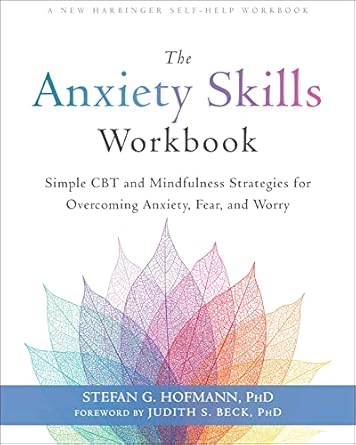 A NEW HARBINGER SELF-HELP WORKBOOK
The
Anxiety Skills
Workbook
Simple CBT and Mindfulness Strategies for
Overcoming Anxiety, Fear, and Worry
STEFAN G. HOFMANN, PHD
FOREWORD BY JUDITH S. BECK, PHD